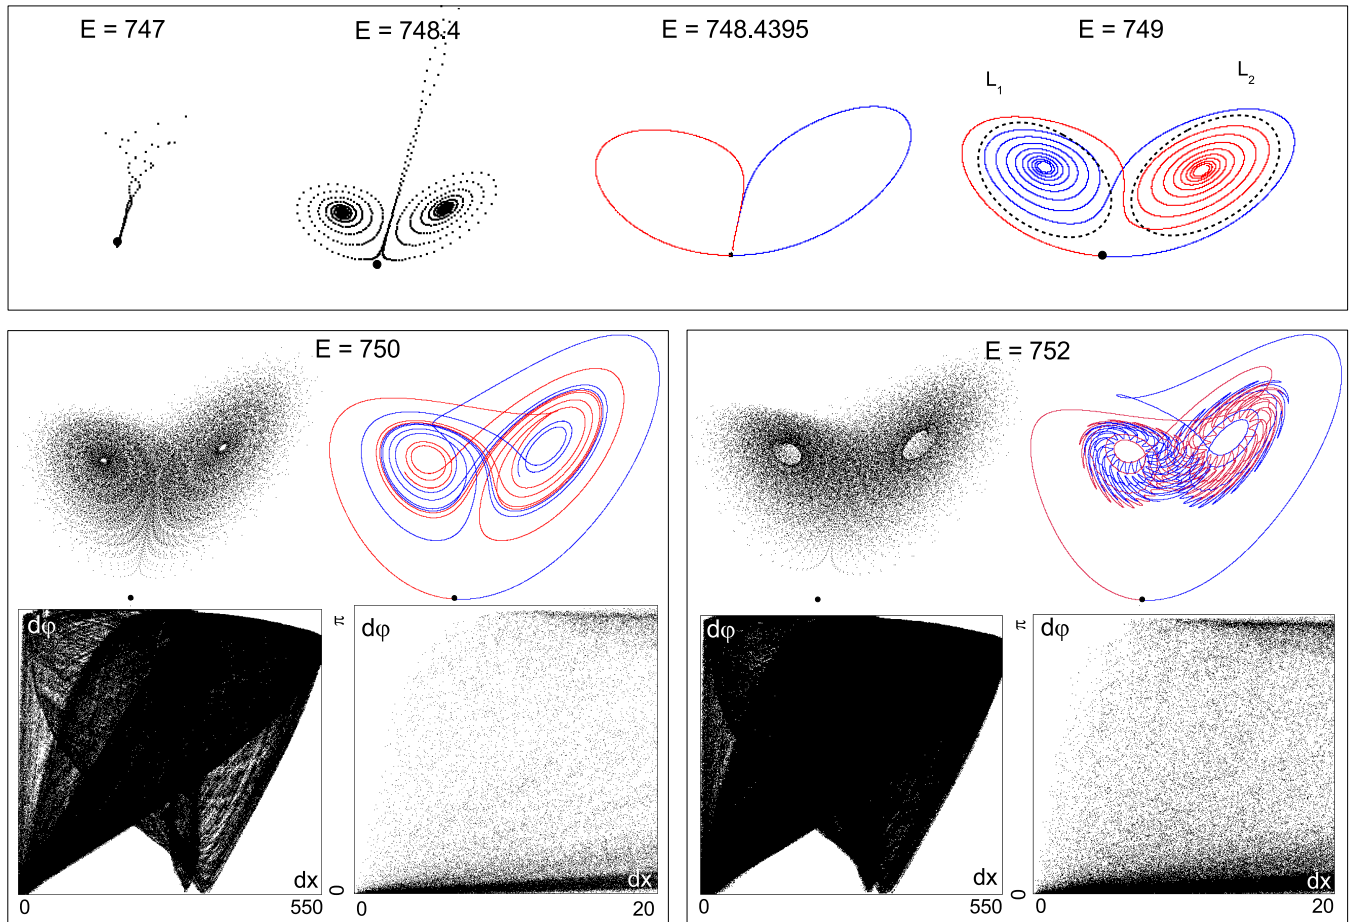 E = 747
E = 748.4
E = 748.4395
E = 749
L1
L2
E = 750
E = 752
dφ
dx
0
550
π
dφ
0
dx
0
20
dφ
dx
0
550
π
dφ
0
dx
0
20